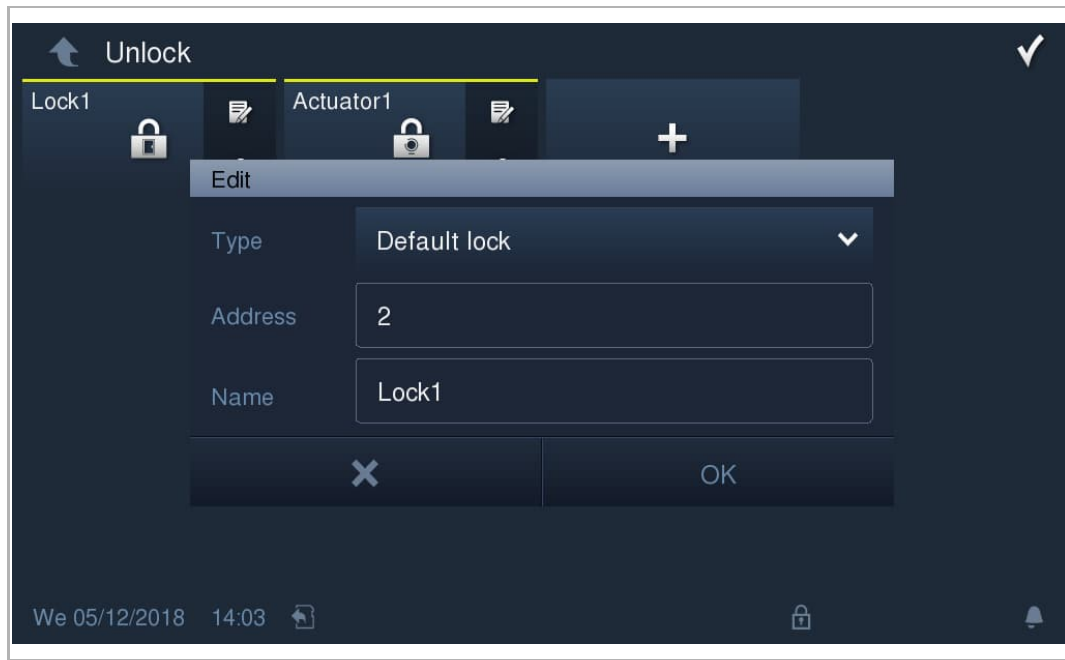 Unlock
Lock1
Actuator1
Edit
Type Default lock
Address 2
Name Lock1
OK
We 05/12/2018 14:03